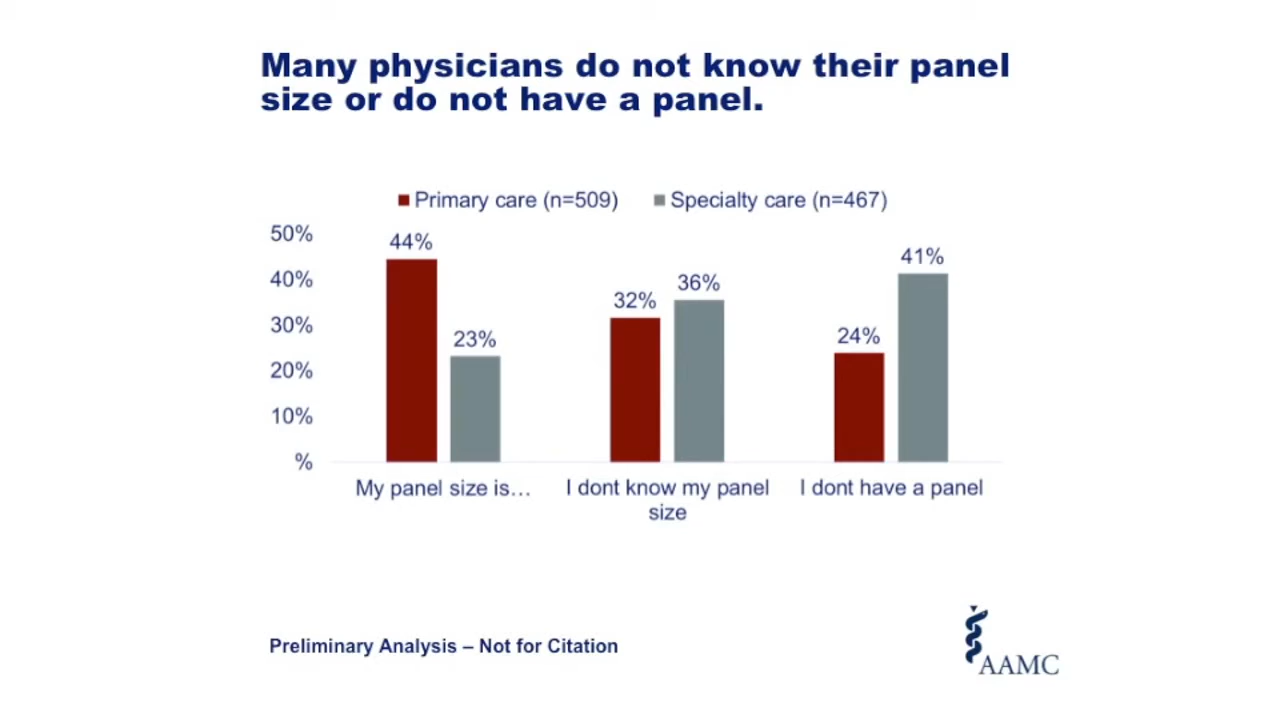 Many physicians do not know their panel
size or do not have a panel.
Primary care (n=509) Specialty care (n=467)
50%
40%
30%
20%
10%
%
44%
23%
32%
36%
24%
41%
My panel size is…
I dont know my panel
size
I dont have a panel
Preliminary Analysis – Not for Citation
AAMC